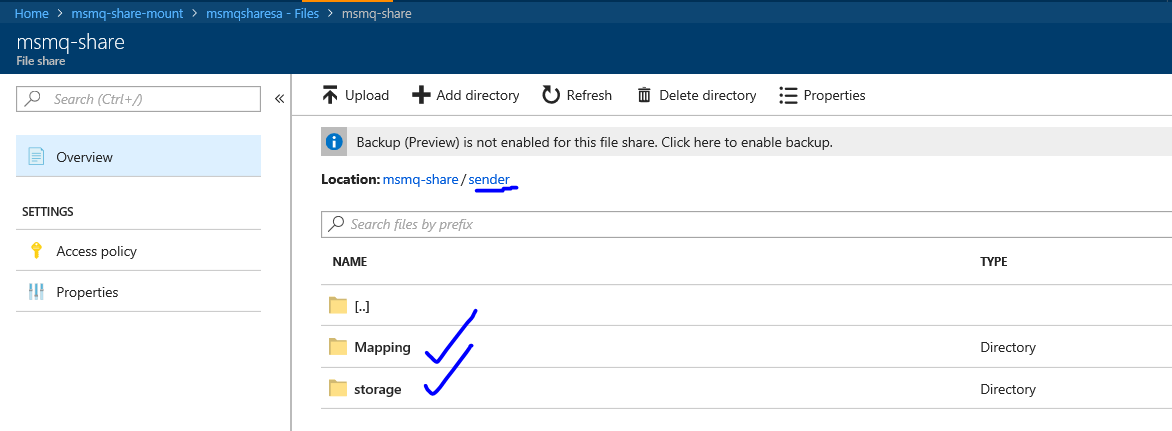 Home > msmq-share-mount > msmqsharesa - Files > msmq-share
msmq-share
File share
Search (Ctrl+/)
«
Overview
SETTINGS
Access policy
Properties
Upload Add directory Refresh Delete directory Properties
Backup (Preview) is not enabled for this file share. Click here to enable backup.
Location: msmq-share / sender
Search files by prefix
NAME TYPE
[..]
Mapping Directory
storage Directory